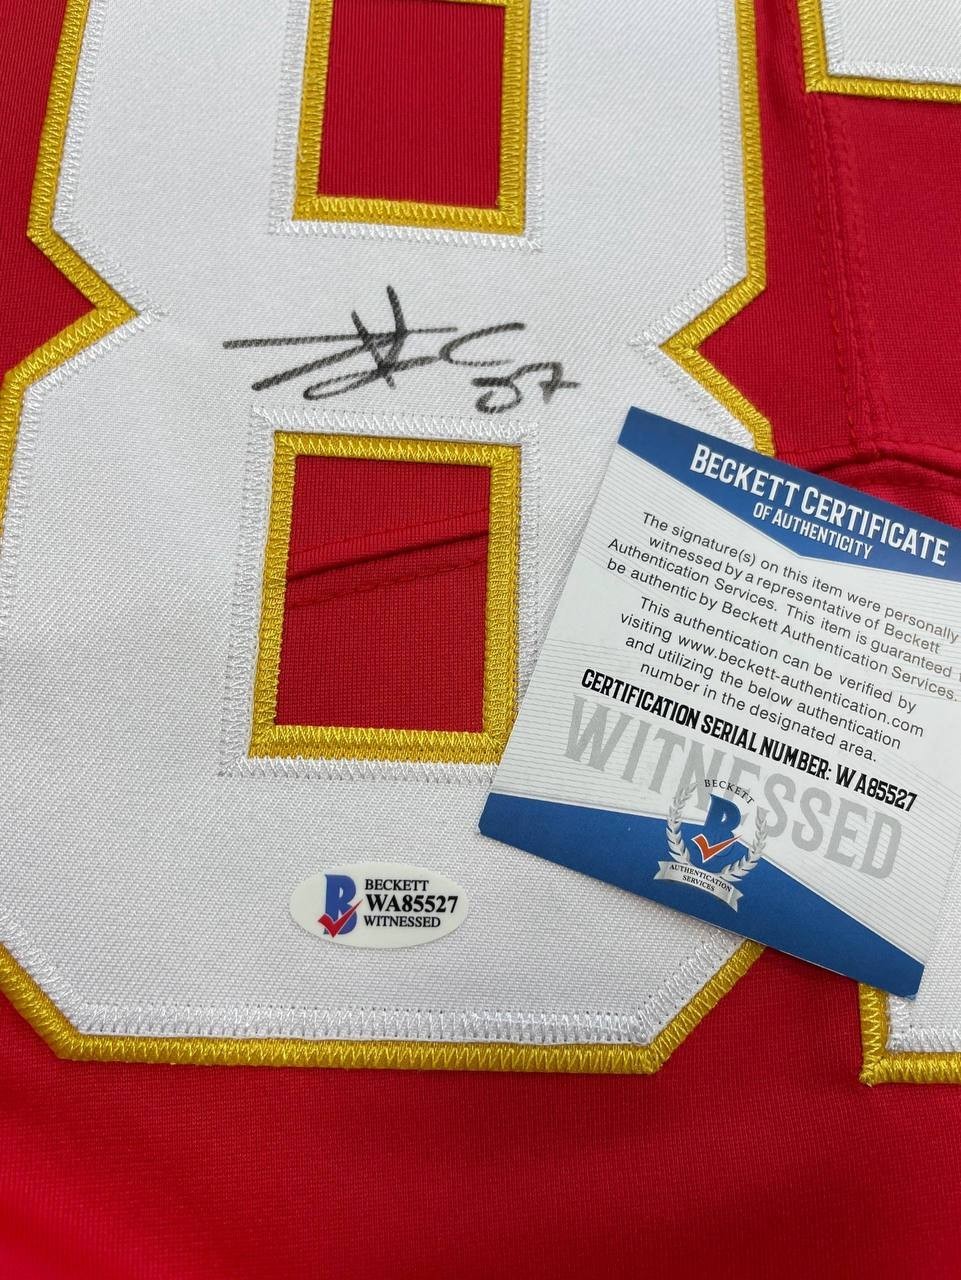 8
87
BECKETT CERTIFICATE
OF AUTHENTICITY
The signature(s) on this item were personally
witnessed by a representative of Beckett
Authentication Services. This item is guaranteed
be authentic by Beckett Authentication Services.
This authentication can be verified by
visiting www.beckett-authentication.com
and utilizing the below authentication
number in the designated area.
CERTIFICATION SERIAL NUMBER: WA85527
WITNESSED
BECKETT
B
AUTHENTICATION
SERVICES
B
BECKETT
WA85527
WITNESSED